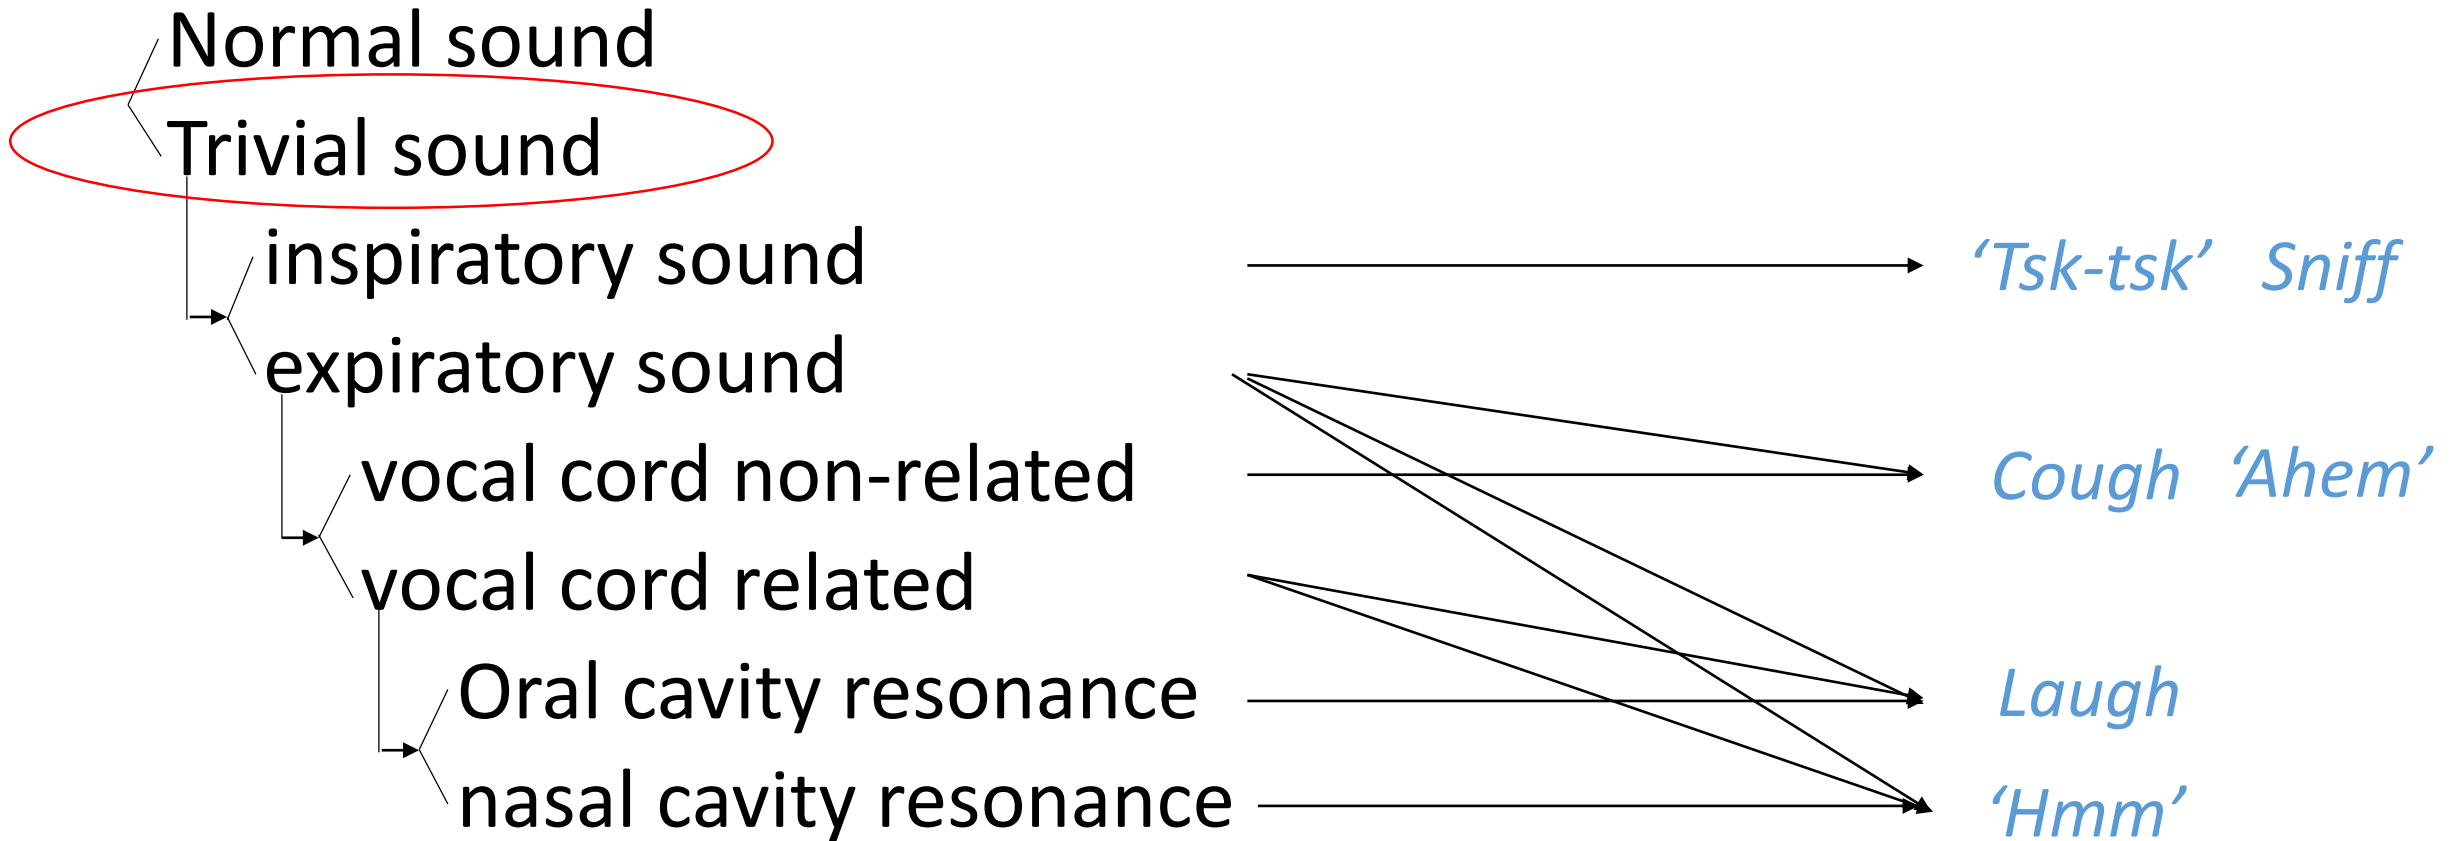 Normal sound
Trivial sound
inspiratory sound ‘Tsk-tsk’ Sniff
expiratory sound
vocal cord non-related Cough ‘Ahem’
vocal cord related
Oral cavity resonance Laugh
nasal cavity resonance ‘Hmm’